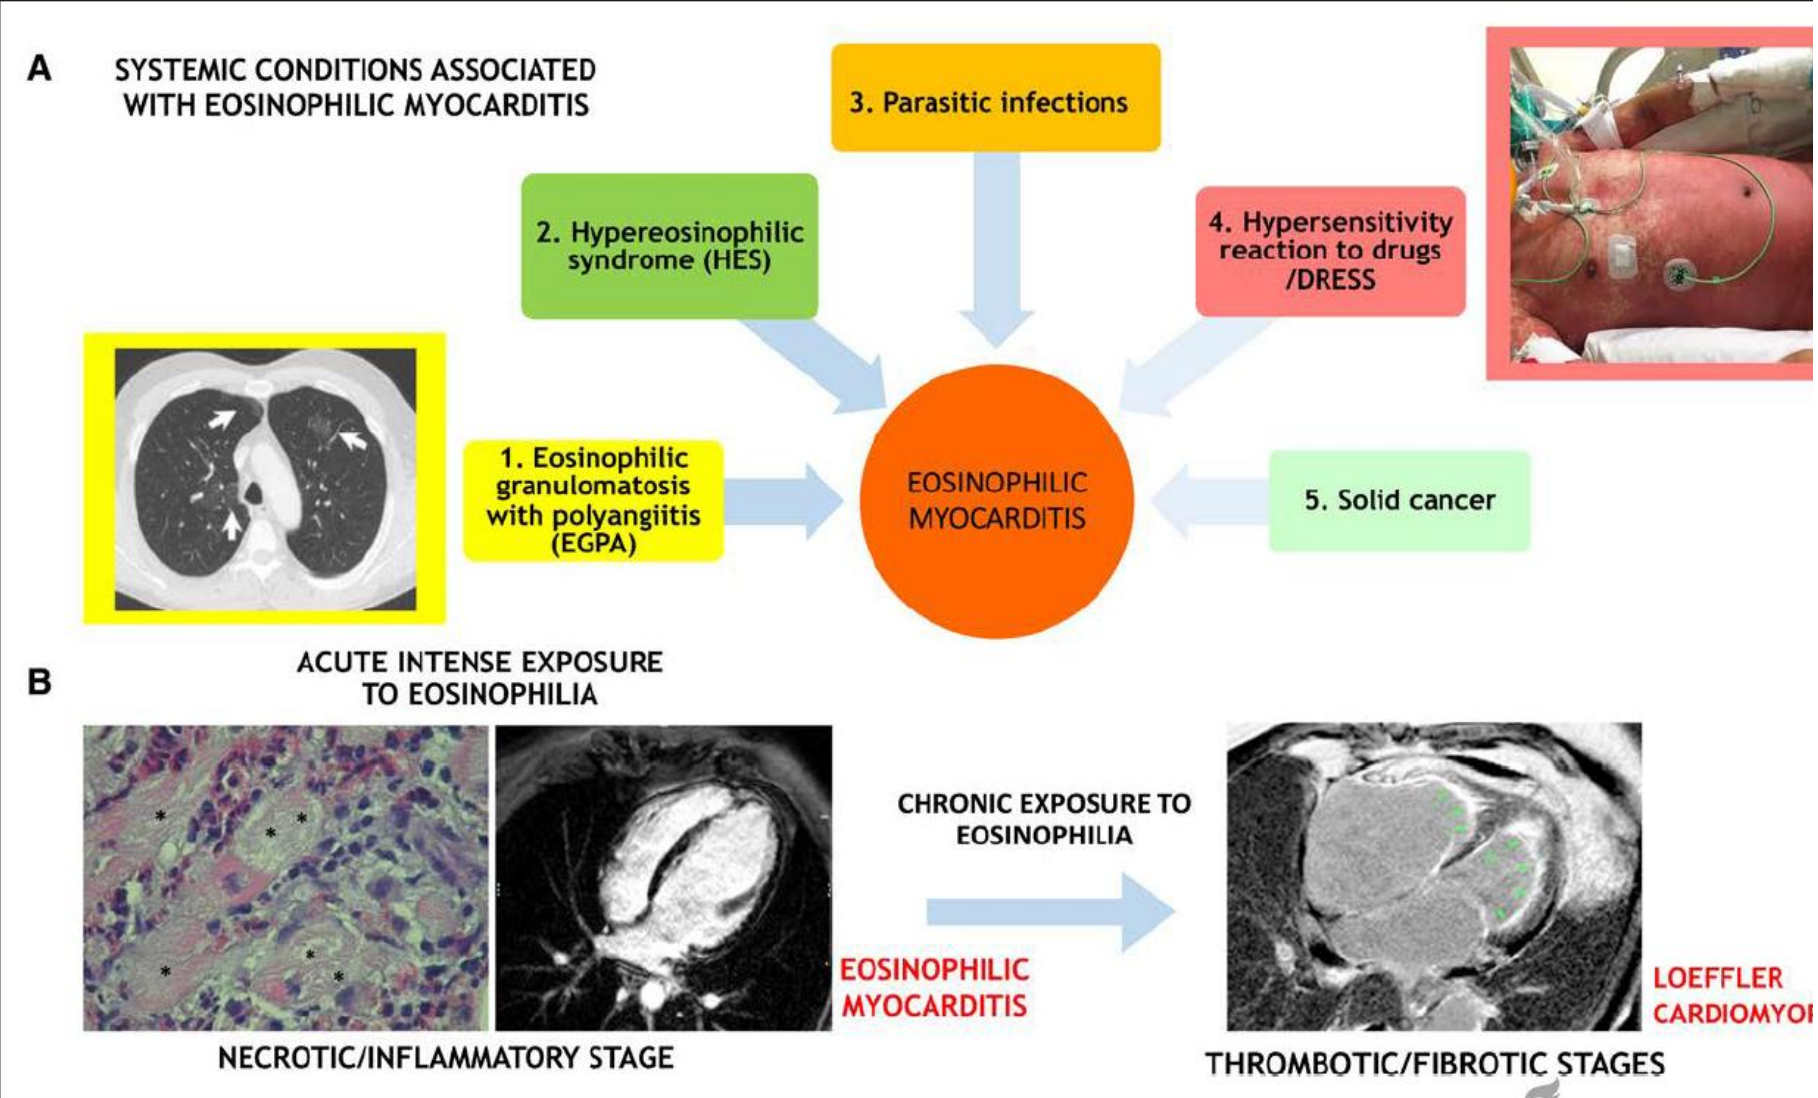 A
SYSTEMIC CONDITIONS ASSOCIATED
WITH EOSINOPHILIC MYOCARDITIS
3. Parasitic infections
2. Hypereosinophilic
syndrome (HES)
4. Hypersensitivity
reaction to drugs
/DRESS
1. Eosinophilic
granulomatosis
with polyangiitis
(EGPA)
EOSINOPHILIC
MYOCARDITIS
5. Solid cancer
B
ACUTE INTENSE EXPOSURE
TO EOSINOPHILIA
CHRONIC EXPOSURE TO
EOSINOPHILIA
EOSINOPHILIC
MYOCARDITIS
LOEFFLER
CARDIOMYOP
NECROTIC/INFLAMMATORY STAGE
THROMBOTIC/FIBROTIC STAGES